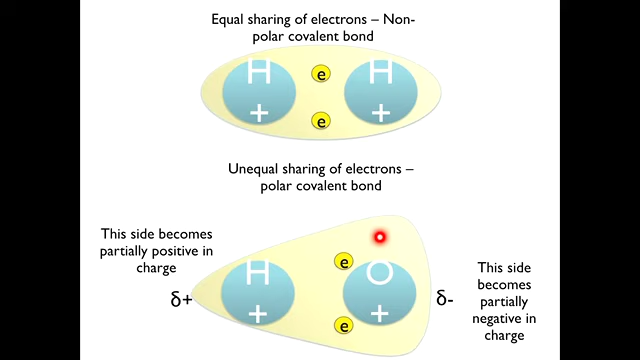 Equal sharing of electrons – Non-
polar covalent bond
H
H
e
e
+
+
Unequal sharing of electrons –
polar covalent bond
This side becomes
partially positive in
charge
δ+
H
+
e
e
O
+
δ-
This side
becomes
partially
negative in
charge